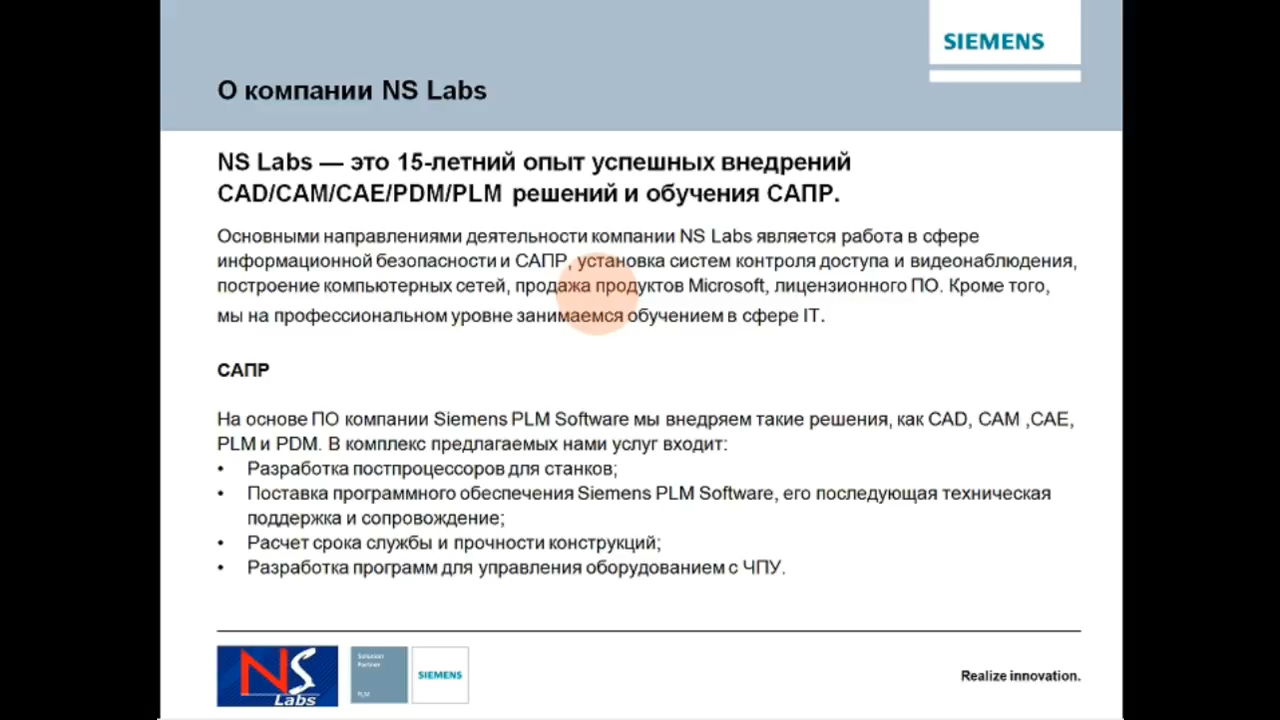 SIEMENS
О компании NS Labs
NS Labs — это 15-летний опыт успешных внедрений
CAD/CAM/CAE/PDM/PLM решений и обучения САПР.
Основными направлениями деятельности компании NS Labs является работа в сфере
информационной безопасности и САПР, установка систем контроля доступа и видеонаблюдения,
построение компьютерных сетей, продажа продуктов Microsoft, лицензионного ПО. Кроме того,
мы на профессиональном уровне занимаемся обучением в сфере IT.
САПР
На основе ПО компании Siemens PLM Software мы внедряем такие решения, как CAD, CAM ,CAE,
PLM и PDM. В комплекс предлагаемых нами услуг входит:
• Разработка постпроцессоров для станков;
• Поставка программного обеспечения Siemens PLM Software, его последующая техническая
поддержка и сопровождение;
• Расчет срока службы и прочности конструкций;
• Разработка программ для управления оборудованием с ЧПУ.
NS Labs
Solution
Partner
PLM
SIEMENS
Realize innovation.